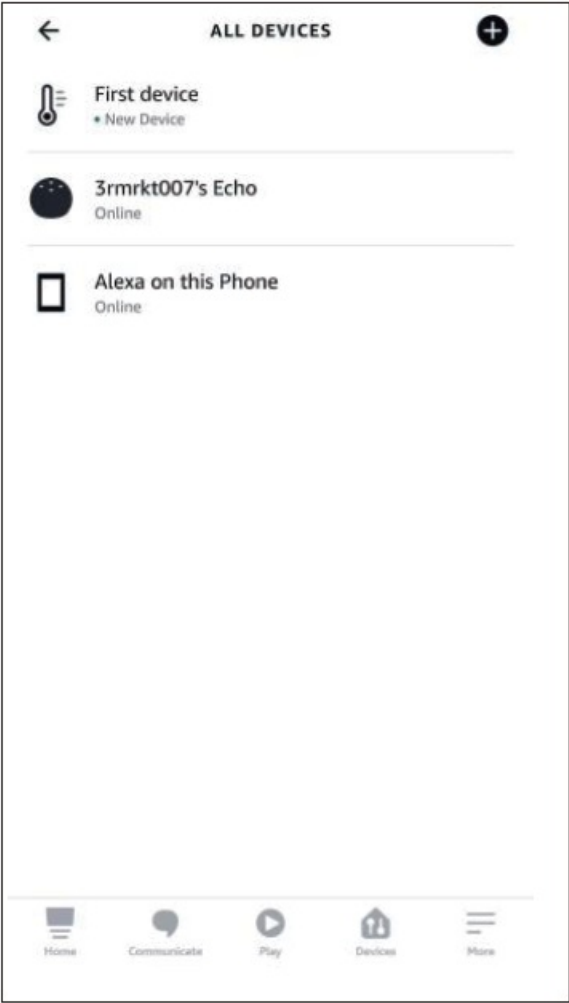 ALL DEVICES
First device
• New Device
3rmrkt007's Echo
Online
Alexa on this Phone
Online
Home Communicate Play Devices More